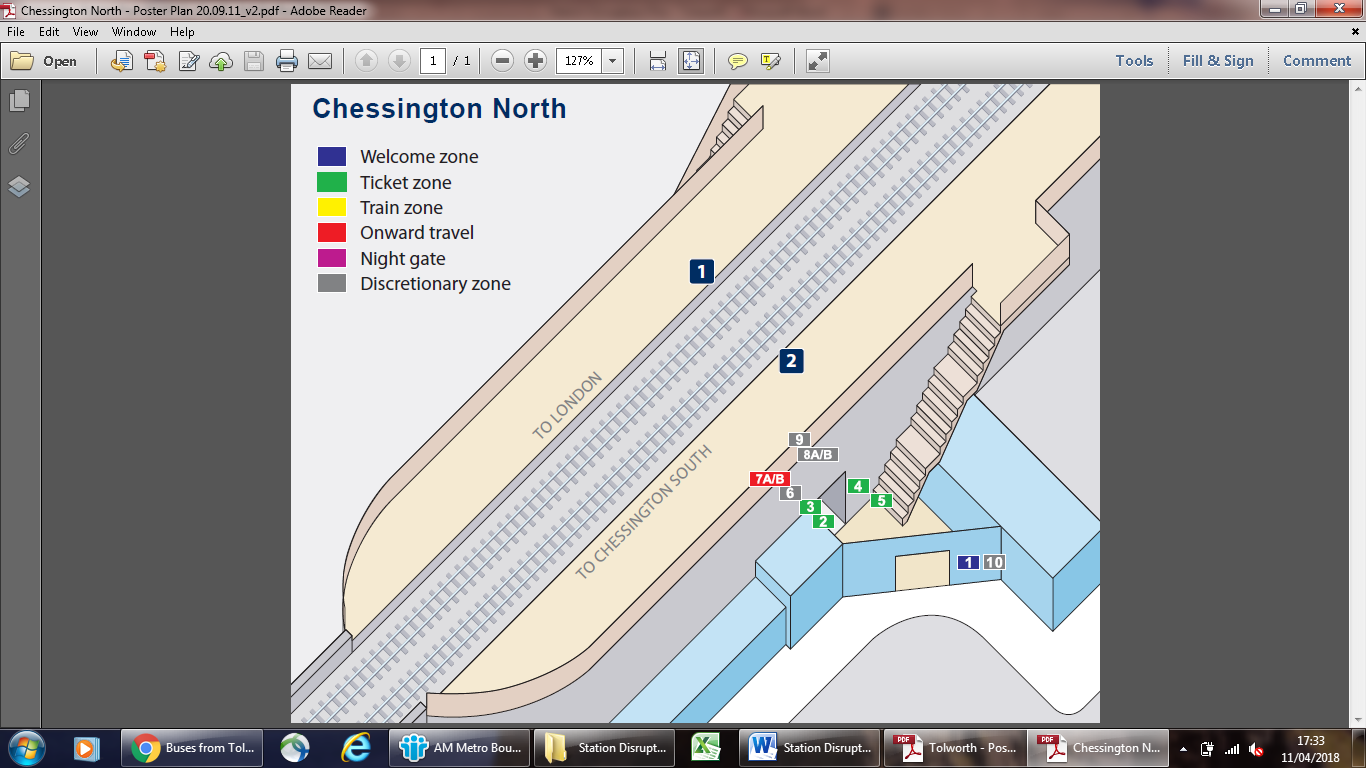 Chessington North - Poster Plan 20.09.11_v2.pdf - Adobe Reader
File Edit View Window Help
Open 1 / 1 127% Tools Fill & Sign Comment
Chessington North
Welcome zone
Ticket zone
Train zone
Onward travel
Night gate
Discretionary zone
1
2
TO LONDON
TO CHESSINGTON SOUTH
9
8A/B
7A/B
6
4
5
3
2
1 10
Buses from Tol...
AM Metro Bou...
Station Disrupt...
Station Disrupt...
Tolworth - Pos...
Chessington N...
17:33
11/04/2018